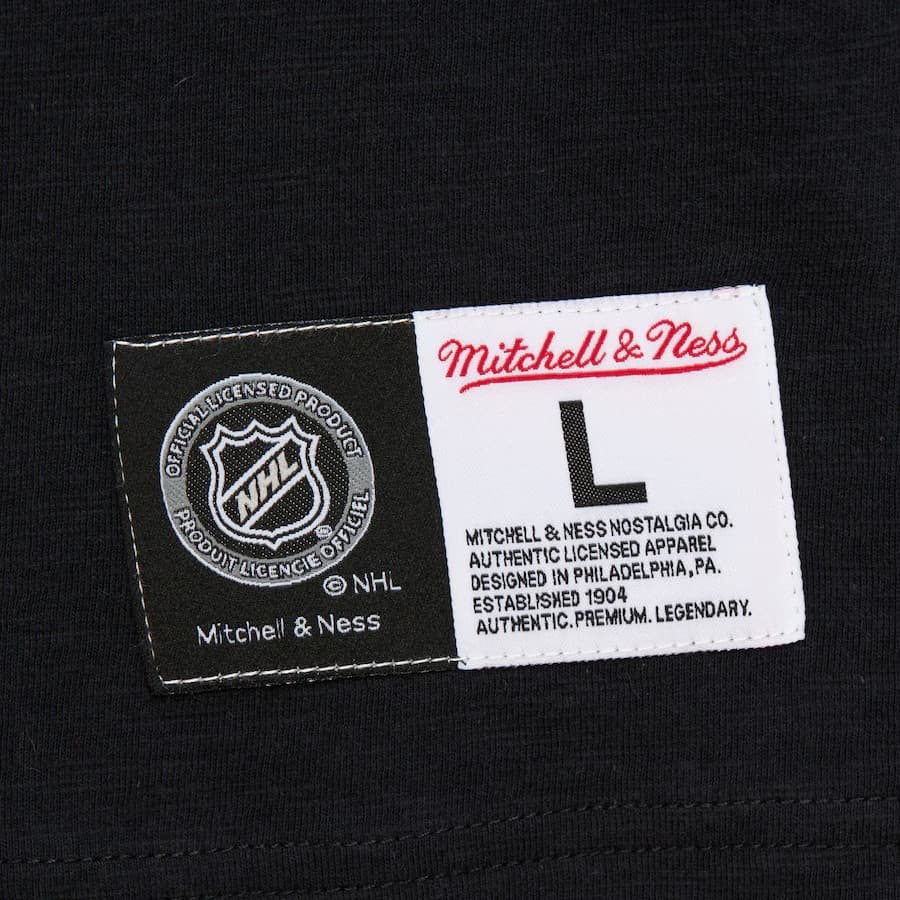 OFFICIAL LICENSED PRODUCT
NHL
®
PRODUIT LICENCIE OFFICIEL
© NHL
Mitchell & Ness
Mitchell & Ness
L
MITCHELL & NESS NOSTALGIA CO.
AUTHENTIC LICENSED APPAREL
DESIGNED IN PHILADELPHIA, PA.
ESTABLISHED 1904
AUTHENTIC. PREMIUM. LEGENDARY.